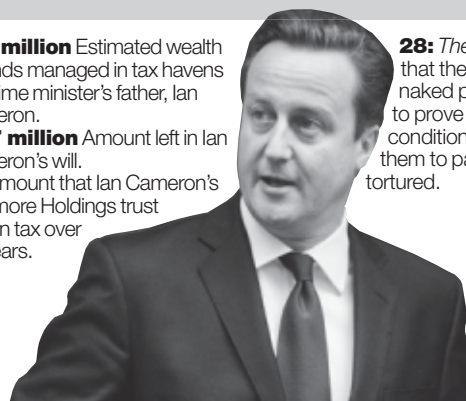 million Estimated wealth
nds managed in tax havens
ime minister's father, Ian
eron.
million Amount left in Ian
eron's will.
mount that Ian Cameron's
more Holdings trust
n tax over
ears.
28: The
that the
naked p
to prove
condition
them to pa
tortured.